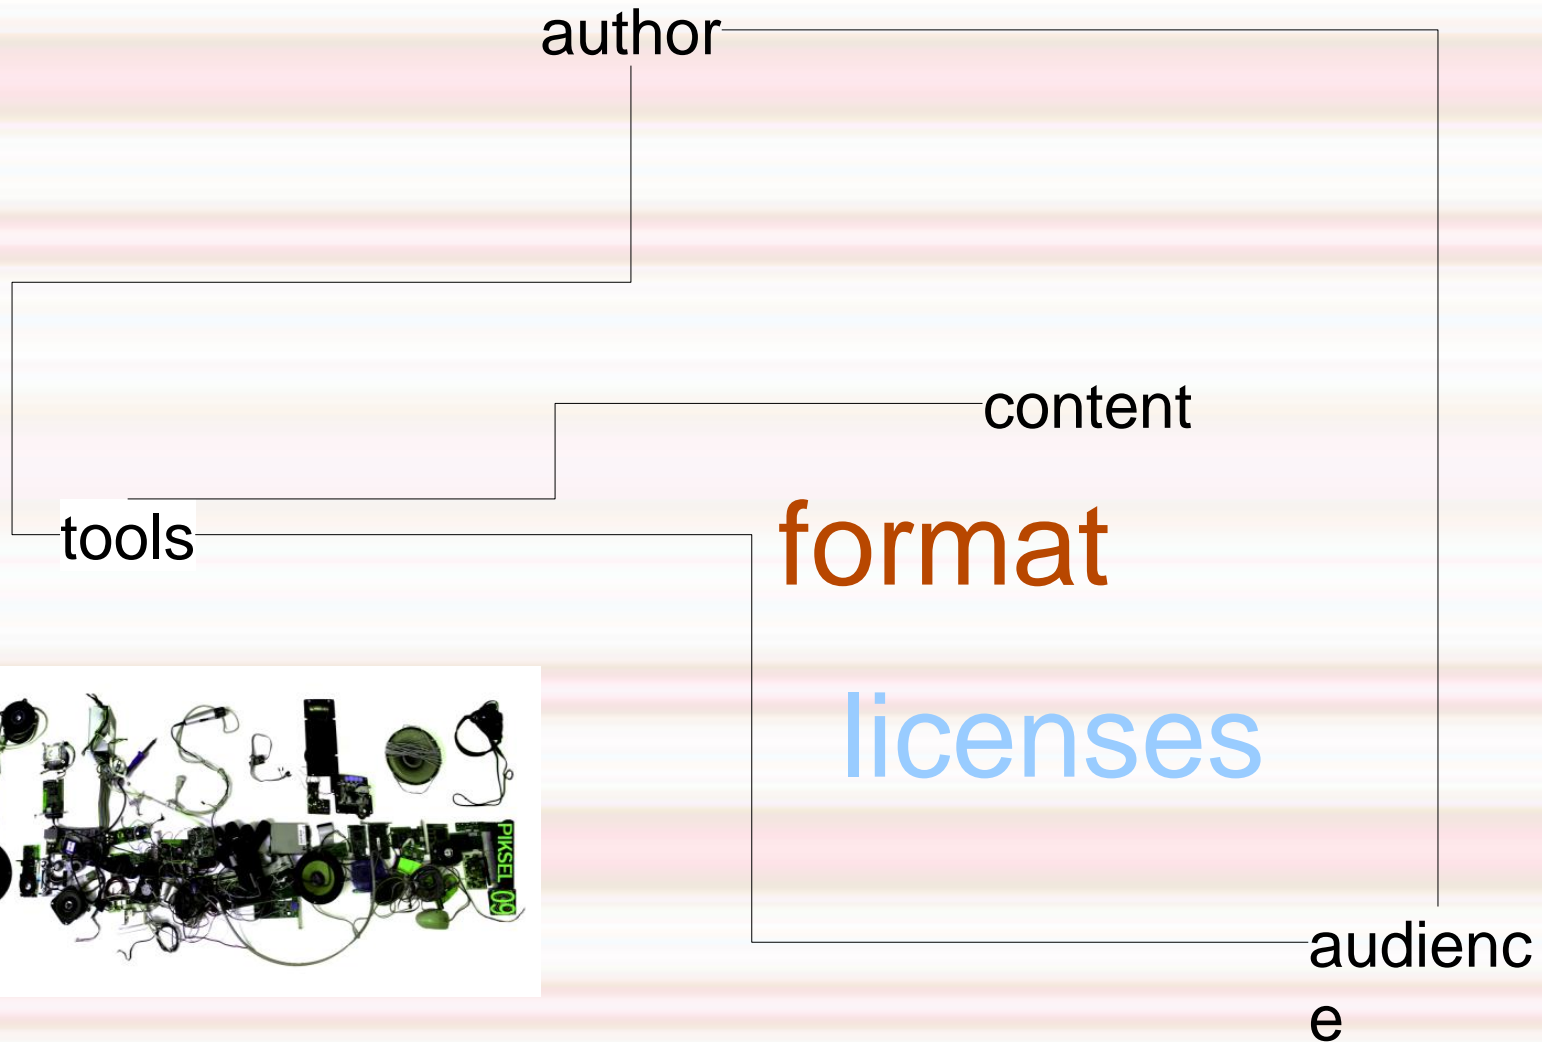 author
content
format
tools
licenses
PIKSEL 09
audienc
e